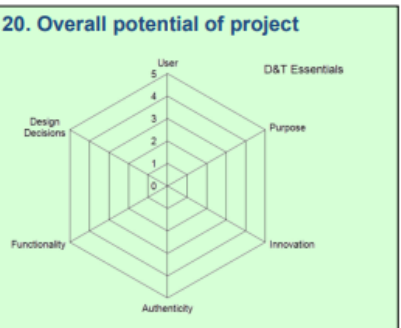 20. Overall potential of project
User
D&T Essentials
5
4
3
2
1
0
Design
Decisions
Purpose
Functionality
Innovation
Authenticity